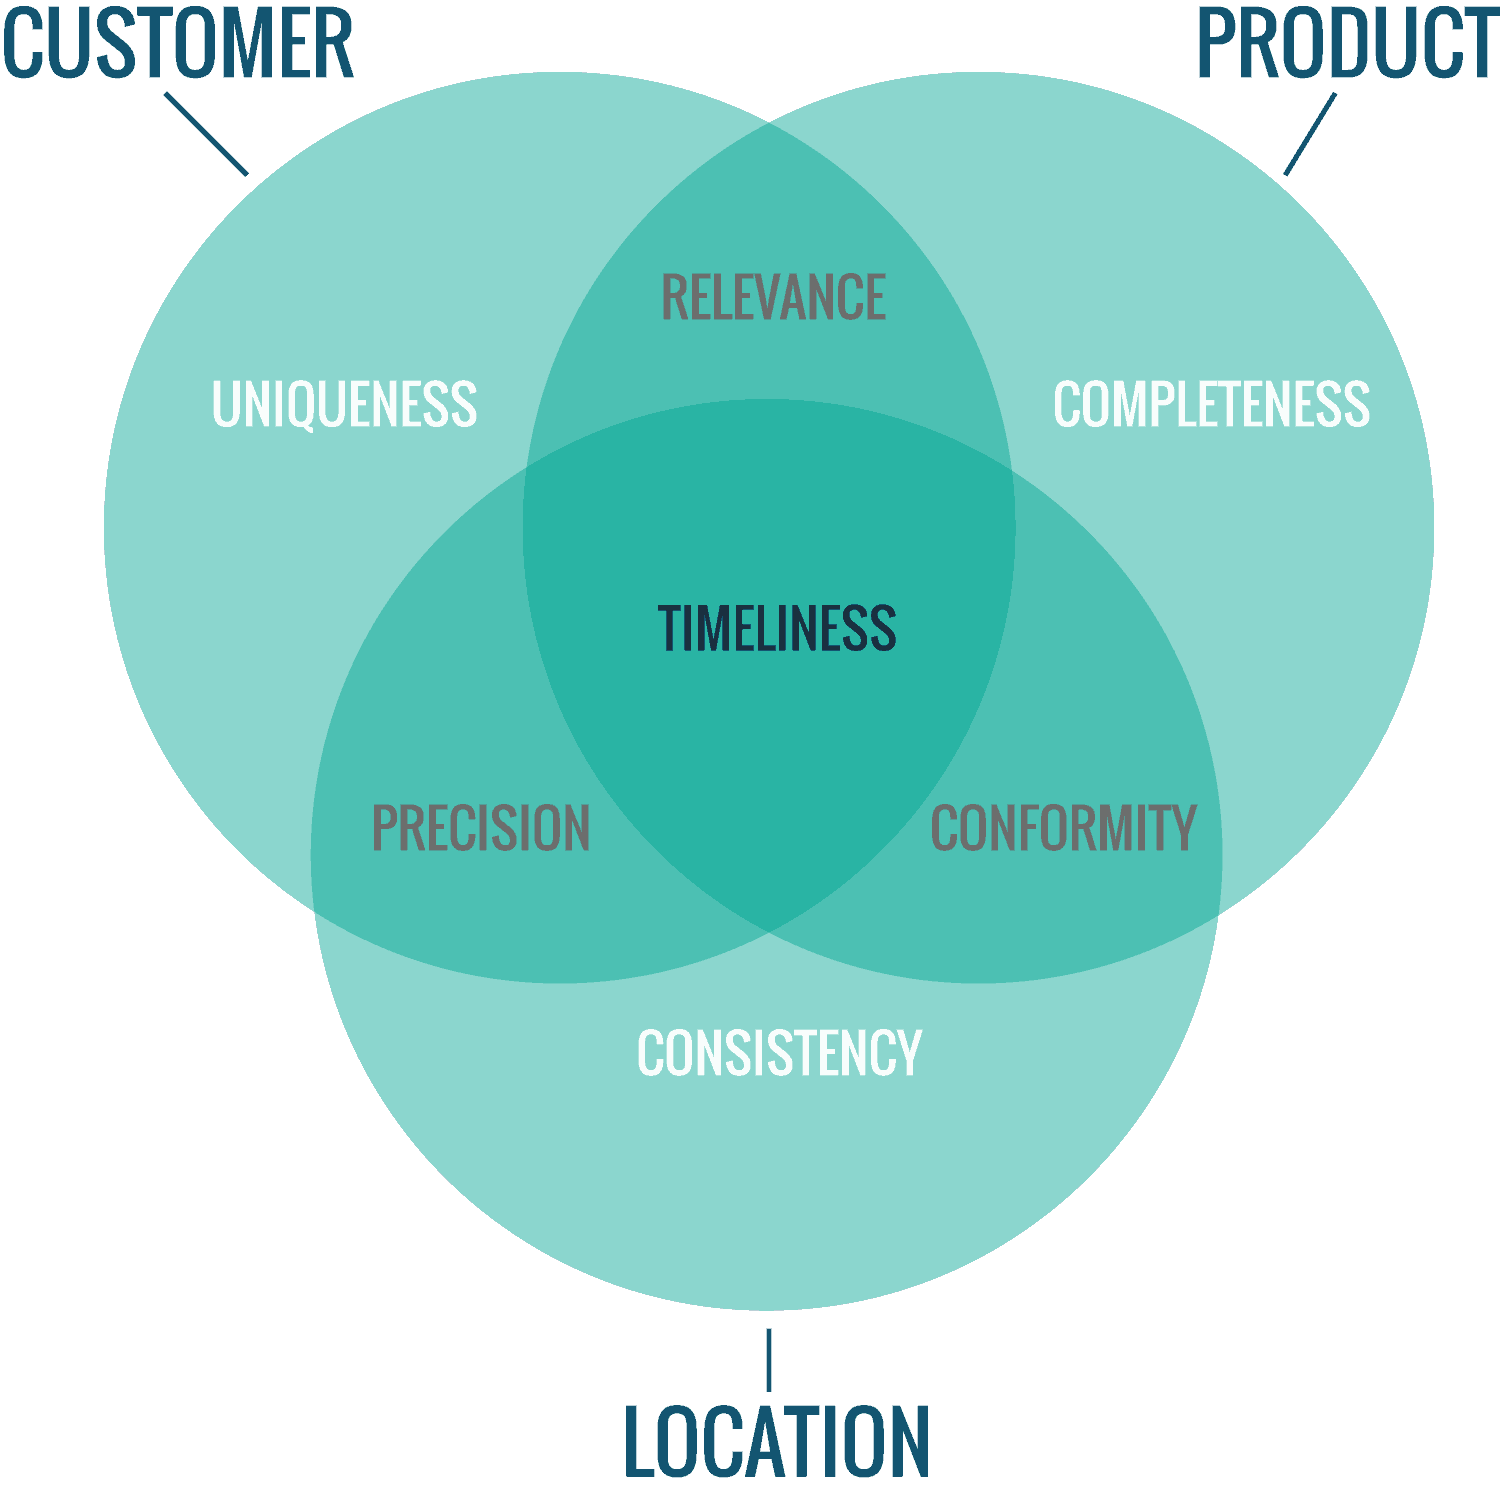 CUSTOMER
PRODUCT
RELEVANCE
UNIQUENESS
COMPLETENESS
TIMELINESS
PRECISION
CONFORMITY
CONSISTENCY
LOCATION